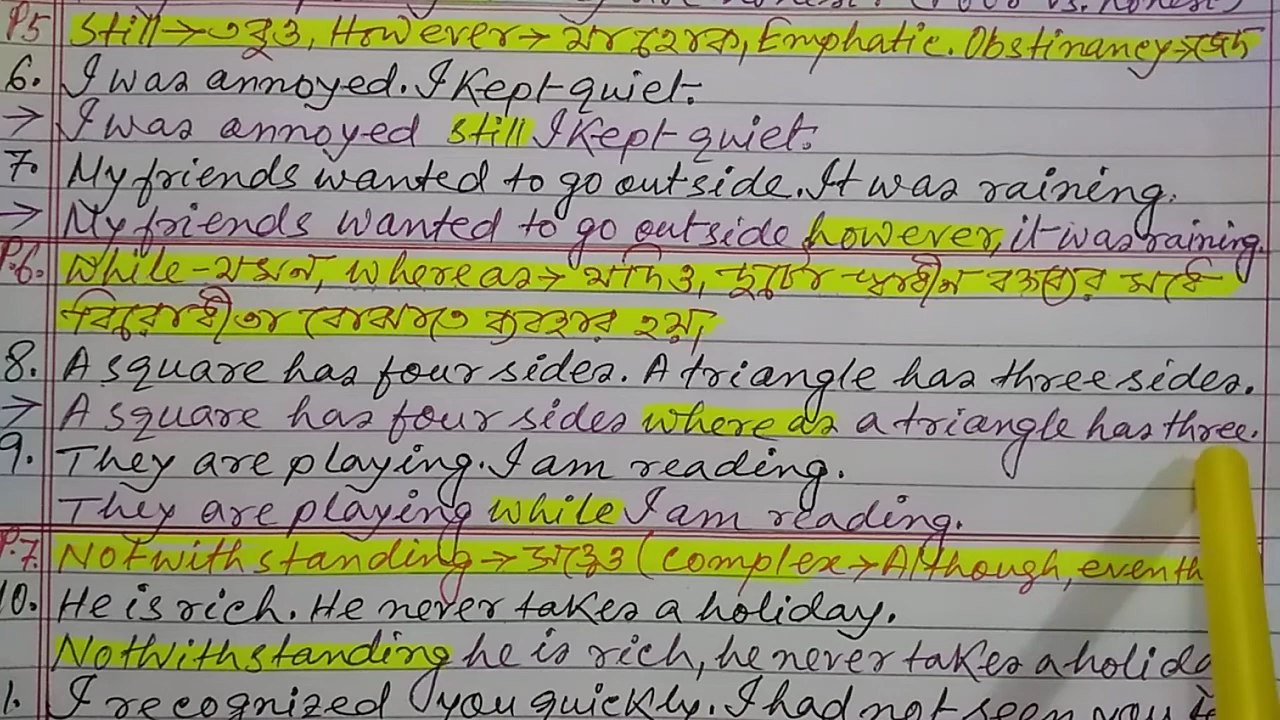 P5 Still→তবুও, However→যাহোক, Emphatic. Obstinancy→জেদ
6. I was annoyed. I kept quiet.
→ I was annoyed still I kept quiet.
7. My friends wanted to go outside. It was raining.
→ My friends wanted to go outside however, it was raining.
P.6. While-যখন, where as→ যদিও, দুটো স্বাধীন বক্তব্যের মধ্যে
বিরোধীতা বোঝাতে ব্যবহার হয়।
8. A square has four sides. A triangle has three sides.
→ A square has four sides where as a triangle has three.
9. They are playing. I am reading.
They are playing while I am reading.
P.7. Notwithstanding→ সত্ত্বেও (complex→Although, even th
10. He is rich. He never takes a holiday.
Notwithstanding he is rich, he never takes a holida
1. I recognized you quickly. I had not seen you